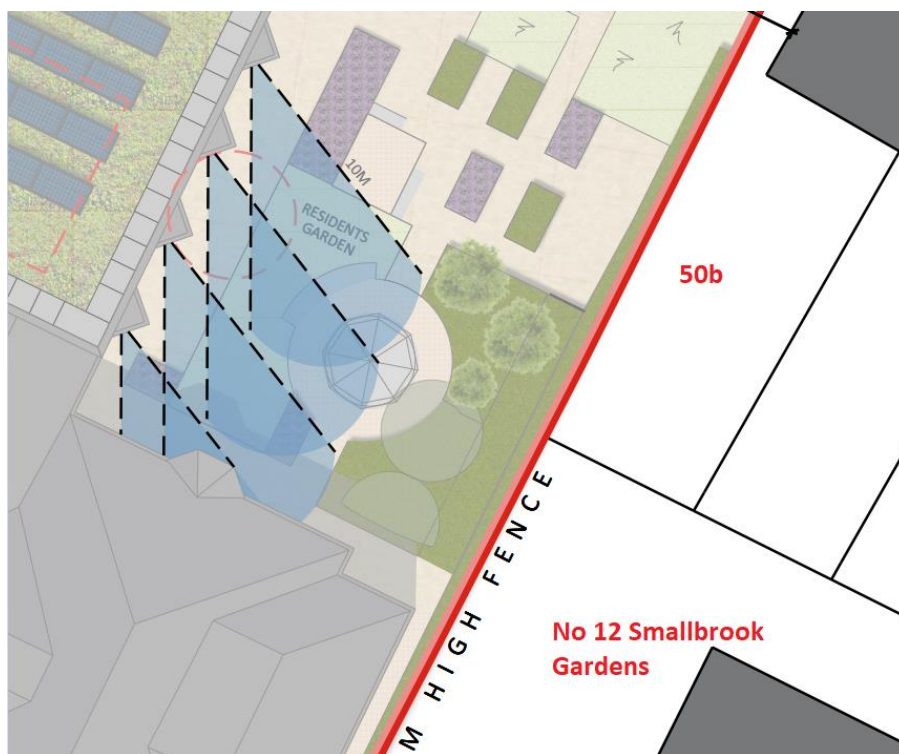 10M
RESIDENTS
GARDEN
50b
M HIGH FENCE
No 12 Smallbrook
Gardens